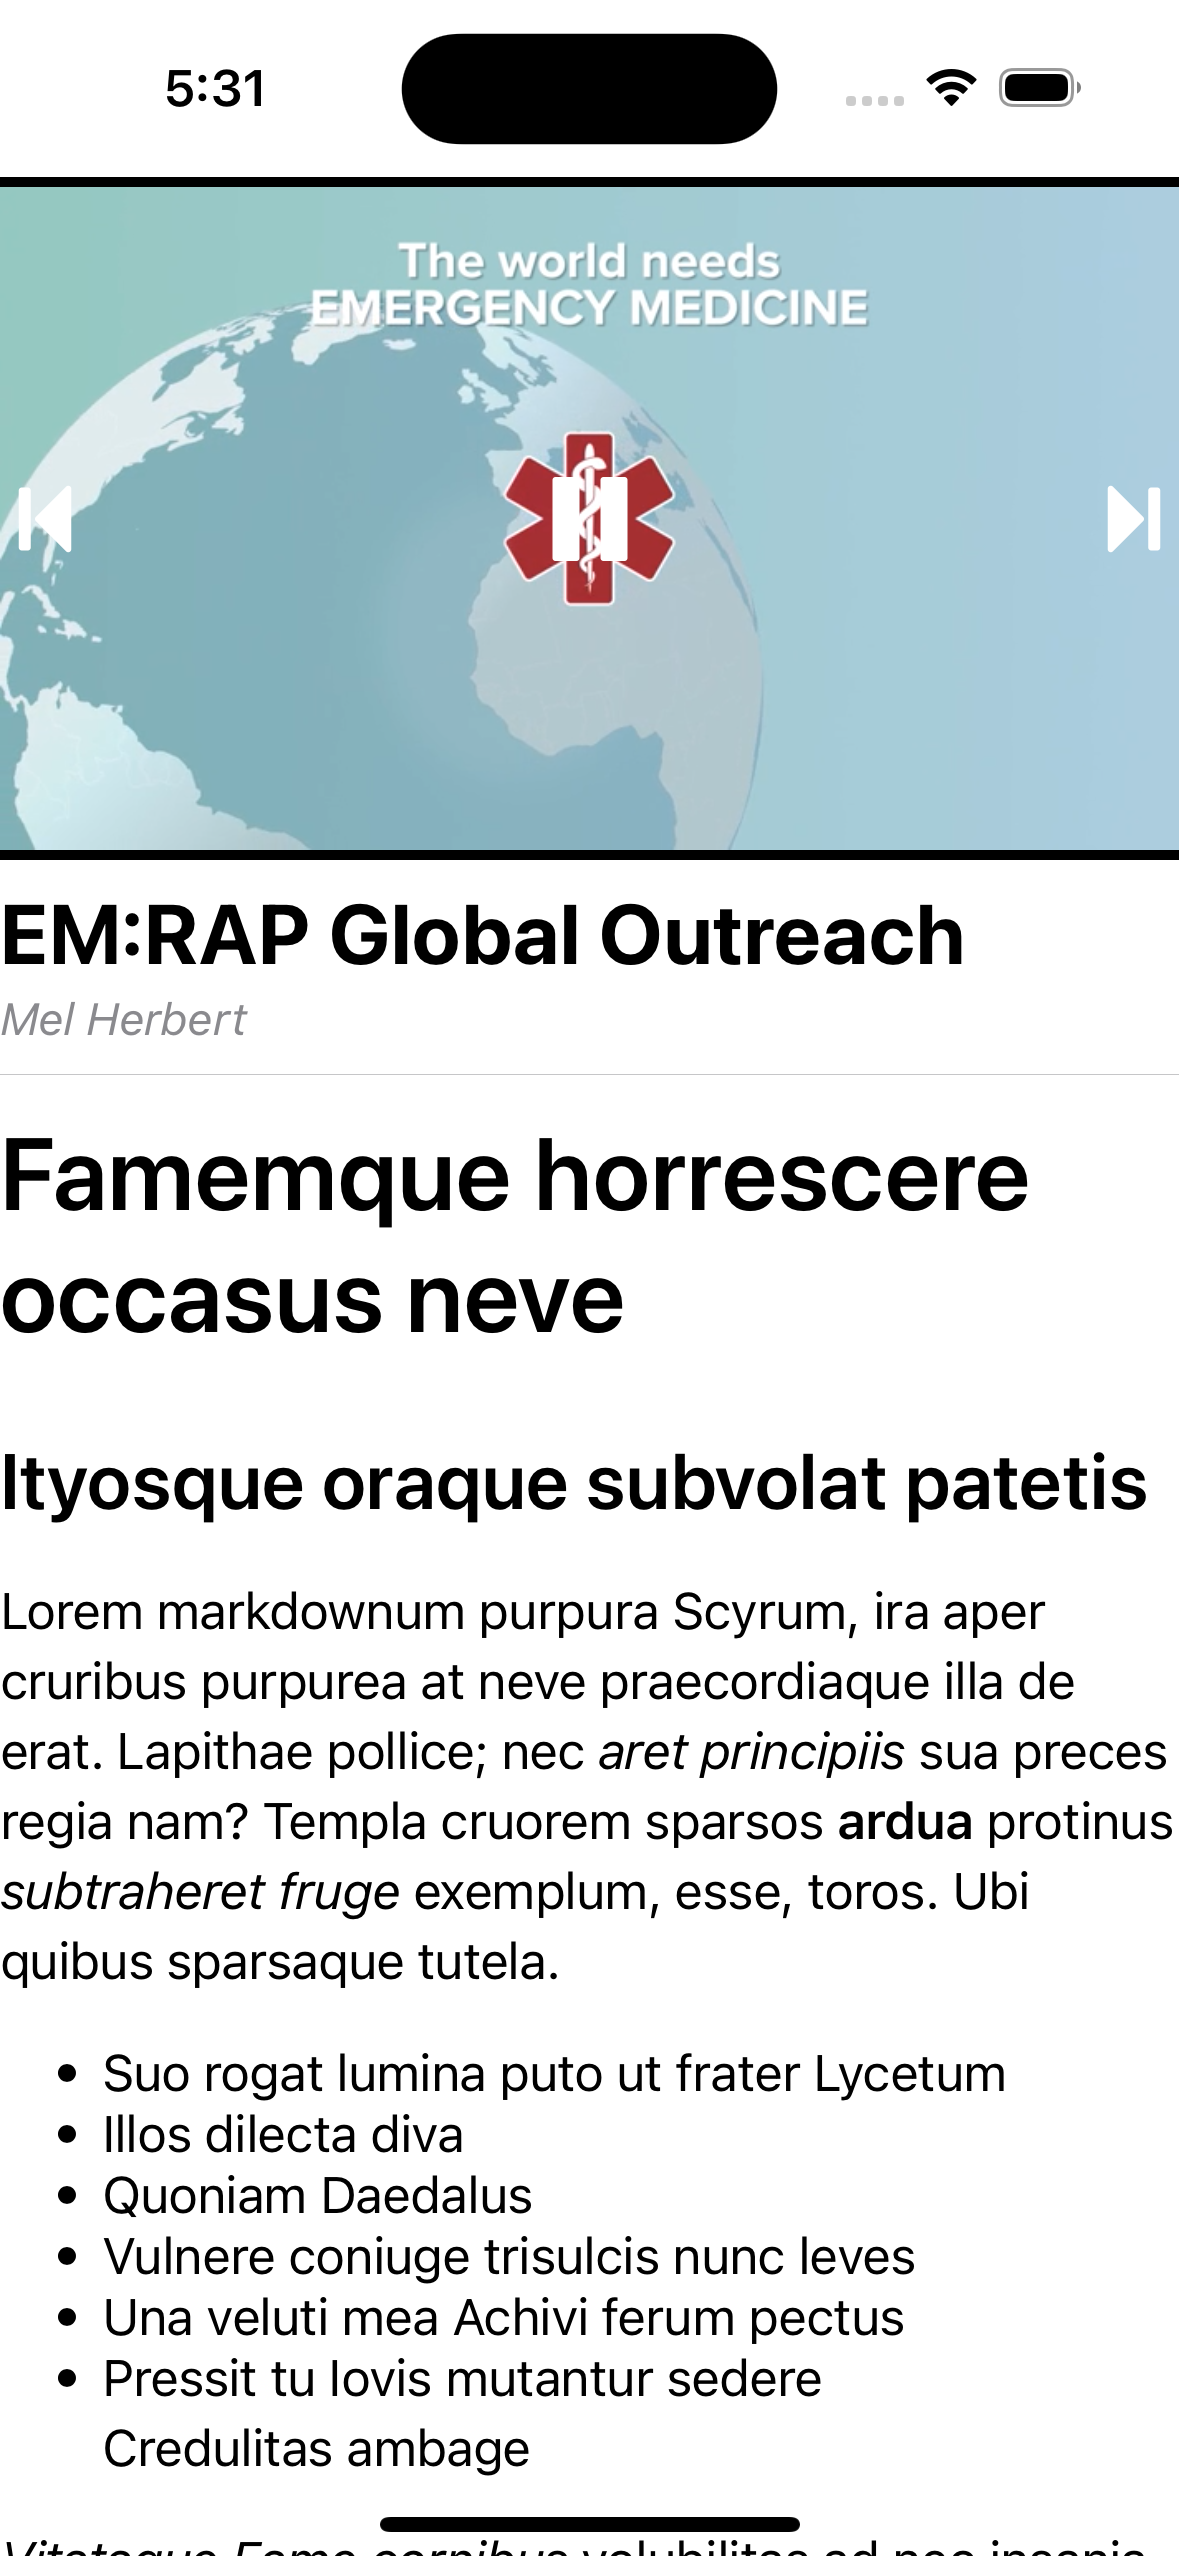 5:31
The world needs
EMERGENCY MEDICINE
EM:RAP Global Outreach
Mel Herbert
Famemque horrescere
occasus neve
Ityosque oraque subvolat patetis
Lorem markdownum purpura Scyrum, ira aper
cruribus purpurea at neve praecordiaque illa de
erat. Lapithae pollice; nec aret principiis sua preces
regia nam? Templa cruorem sparsos ardua protinus
subtraheret fruge exemplum, esse, toros. Ubi
quibus sparsaque tutela.
• Suo rogat lumina puto ut frater Lycetum
• Illos dilecta diva
• Quoniam Daedalus
• Vulnere coniuge trisulcis nunc leves
• Una veluti mea Achivi ferum pectus
• Pressit tu Iovis mutantur sedere
Credulitas ambage
volubilitas ad nec